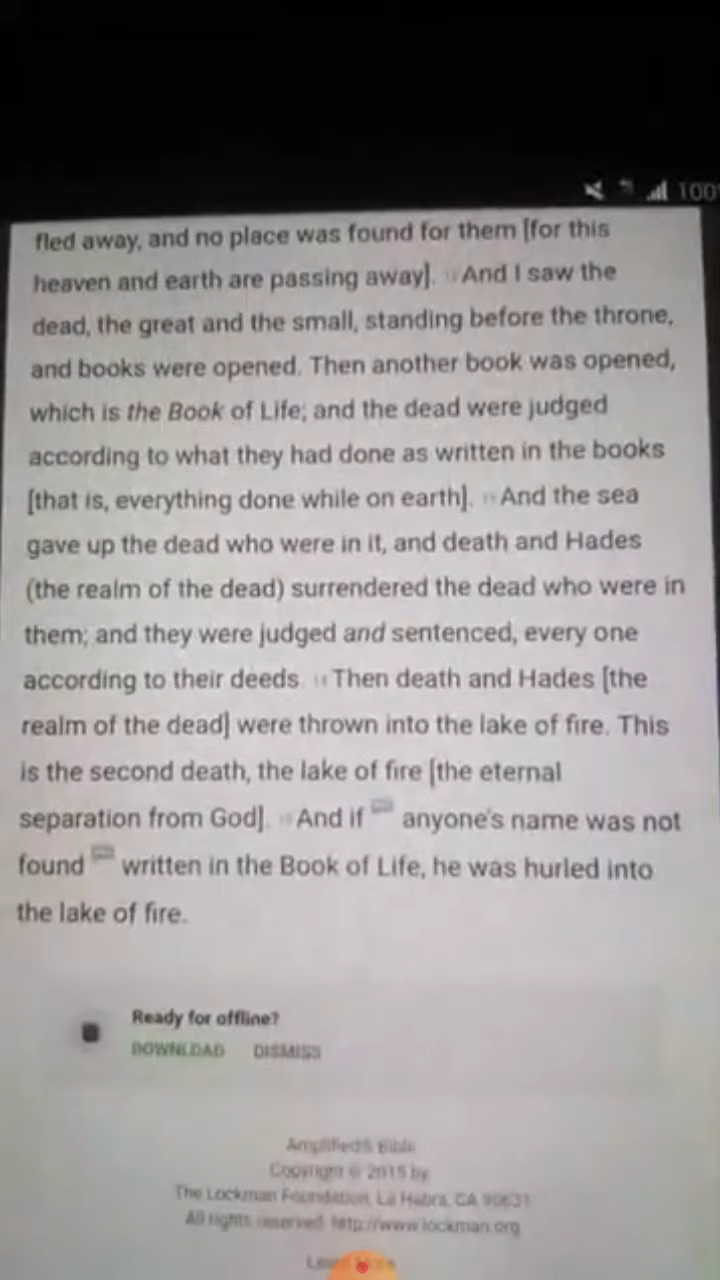 100
fled away, and no place was found for them [for this
heaven and earth are passing away]. And I saw the
dead, the great and the small, standing before the throne,
and books were opened. Then another book was opened,
which is the Book of Life; and the dead were judged
according to what they had done as written in the books
[that is, everything done while on earth]. And the sea
gave up the dead who were in it, and death and Hades
(the realm of the dead) surrendered the dead who were in
them; and they were judged and sentenced, every one
according to their deeds. Then death and Hades [the
realm of the dead] were thrown into the lake of fire. This
is the second death, the lake of fire [the eternal
separation from God]. And if anyone's name was not
found written in the Book of Life, he was hurled into
the lake of fire.
Ready for offline?
DOWNLOAD DISMISS
Amplified® Bible
Copyright © 2015 by
The Lockman Foundation, La Habra, CA 90631
All rights reserved. http://www.lockman.org